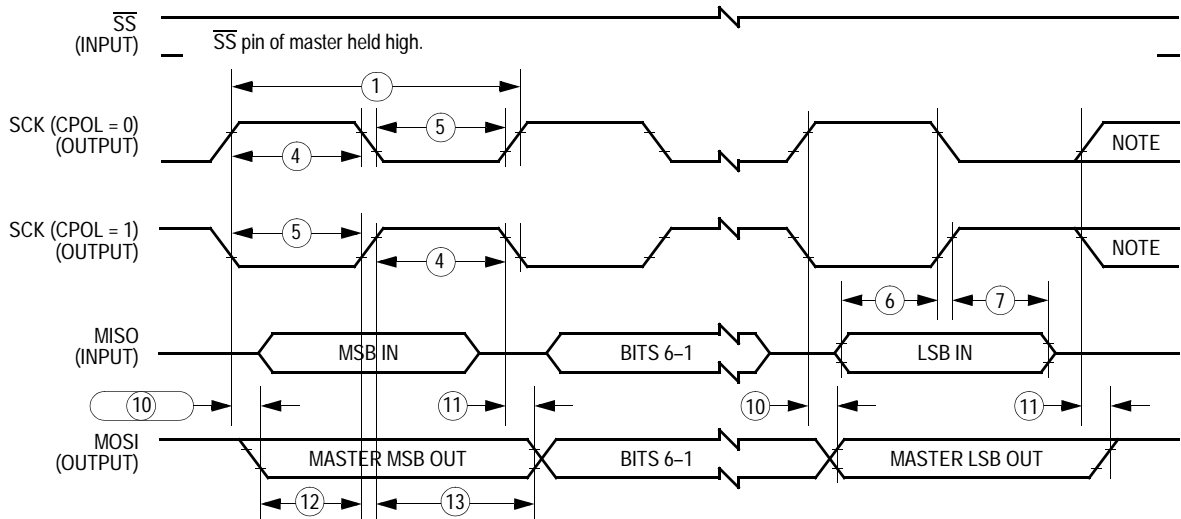 SS
(INPUT)
SS pin of master held high.
1
SCK (CPOL = 0)
(OUTPUT)
5
4
NOTE
SCK (CPOL = 1)
(OUTPUT)
5
4
NOTE
6
7
MISO
(INPUT)
MSB IN
BITS 6–1
LSB IN
10
11
10
11
MOSI
(OUTPUT)
MASTER MSB OUT
BITS 6–1
MASTER LSB OUT
12
13